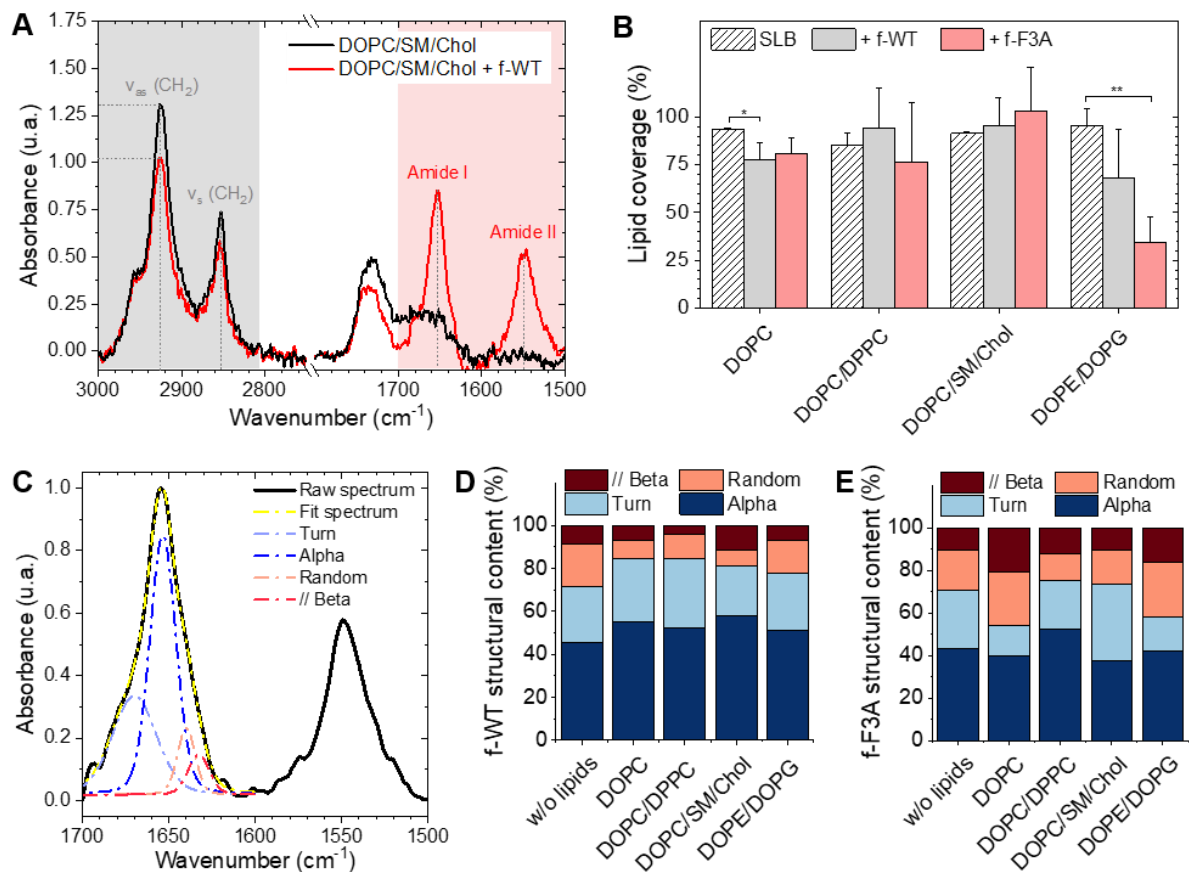 A
1.75
1.50
1.25
1.00
0.75
0.50
0.25
0.00
Absorbance (u.a.)
DOPC/SM/Chol
DOPC/SM/Chol + f-WT
νas (CH2)
νs (CH2)
Amide I
Amide II
3000 2900 2800 1700 1600 1500
Wavenumber (cm-1)
B
SLB + f-WT + f-F3A
*
**
100
75
50
25
0
Lipid coverage (%)
DOPC
DOPC/DPPC
DOPC/SM/Chol
DOPE/DOPG
C
1.0
0.8
0.6
0.4
0.2
0.0
Absorbance (u.a.)
Raw spectrum
Fit spectrum
Turn
Alpha
Random
// Beta
1700 1650 1600 1550 1500
Wavenumber (cm-1)
D
// Beta Random
Turn Alpha
100
80
60
40
20
0
f-WT structural content (%)
w/o lipids
DOPC
DOPC/DPPC
DOPC/SM/Chol
DOPE/DOPG
E
// Beta Random
Turn Alpha
100
80
60
40
20
0
f-F3A structural content (%)
w/o lipids
DOPC
DOPC/DPPC
DOPC/SM/Chol
DOPE/DOPG